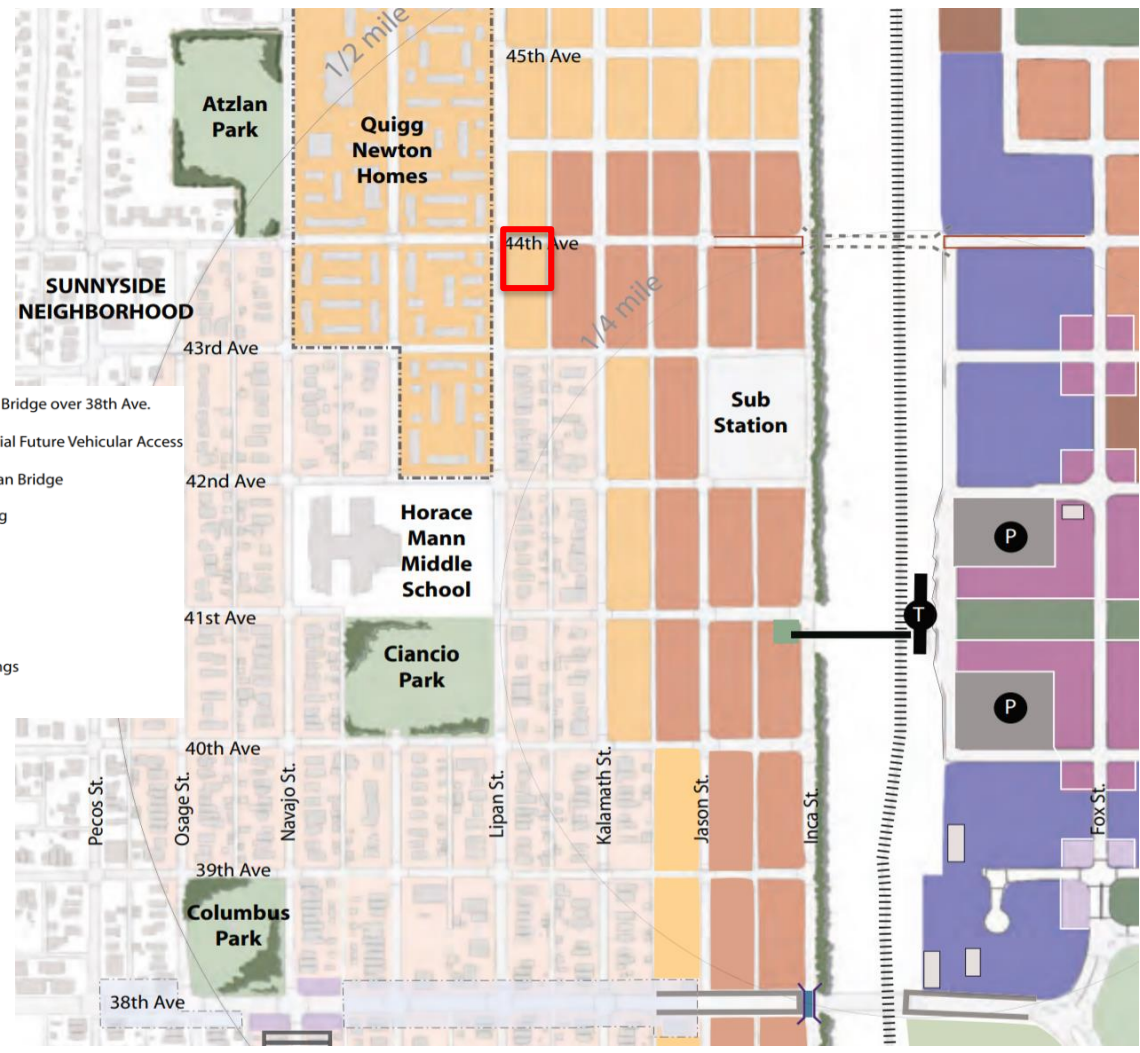 1/2 mile
45th Ave
Atzlan
Park
Quigg
Newton
Homes
44th Ave
SUNNYSIDE
NEIGHBORHOOD
1/4 mile
43rd Ave
Bridge over 38th Ave.
ial Future Vehicular Access
an Bridge
g
ngs
Sub
Station
42nd Ave
Horace
Mann
Middle
School
P
41st Ave
T
Ciancio
Park
P
40th Ave
Pecos St.
Osage St.
Navajo St.
Lipan St.
Kalamath St.
Jason St.
Inca St.
Fox St.
39th Ave
Columbus
Park
38th Ave